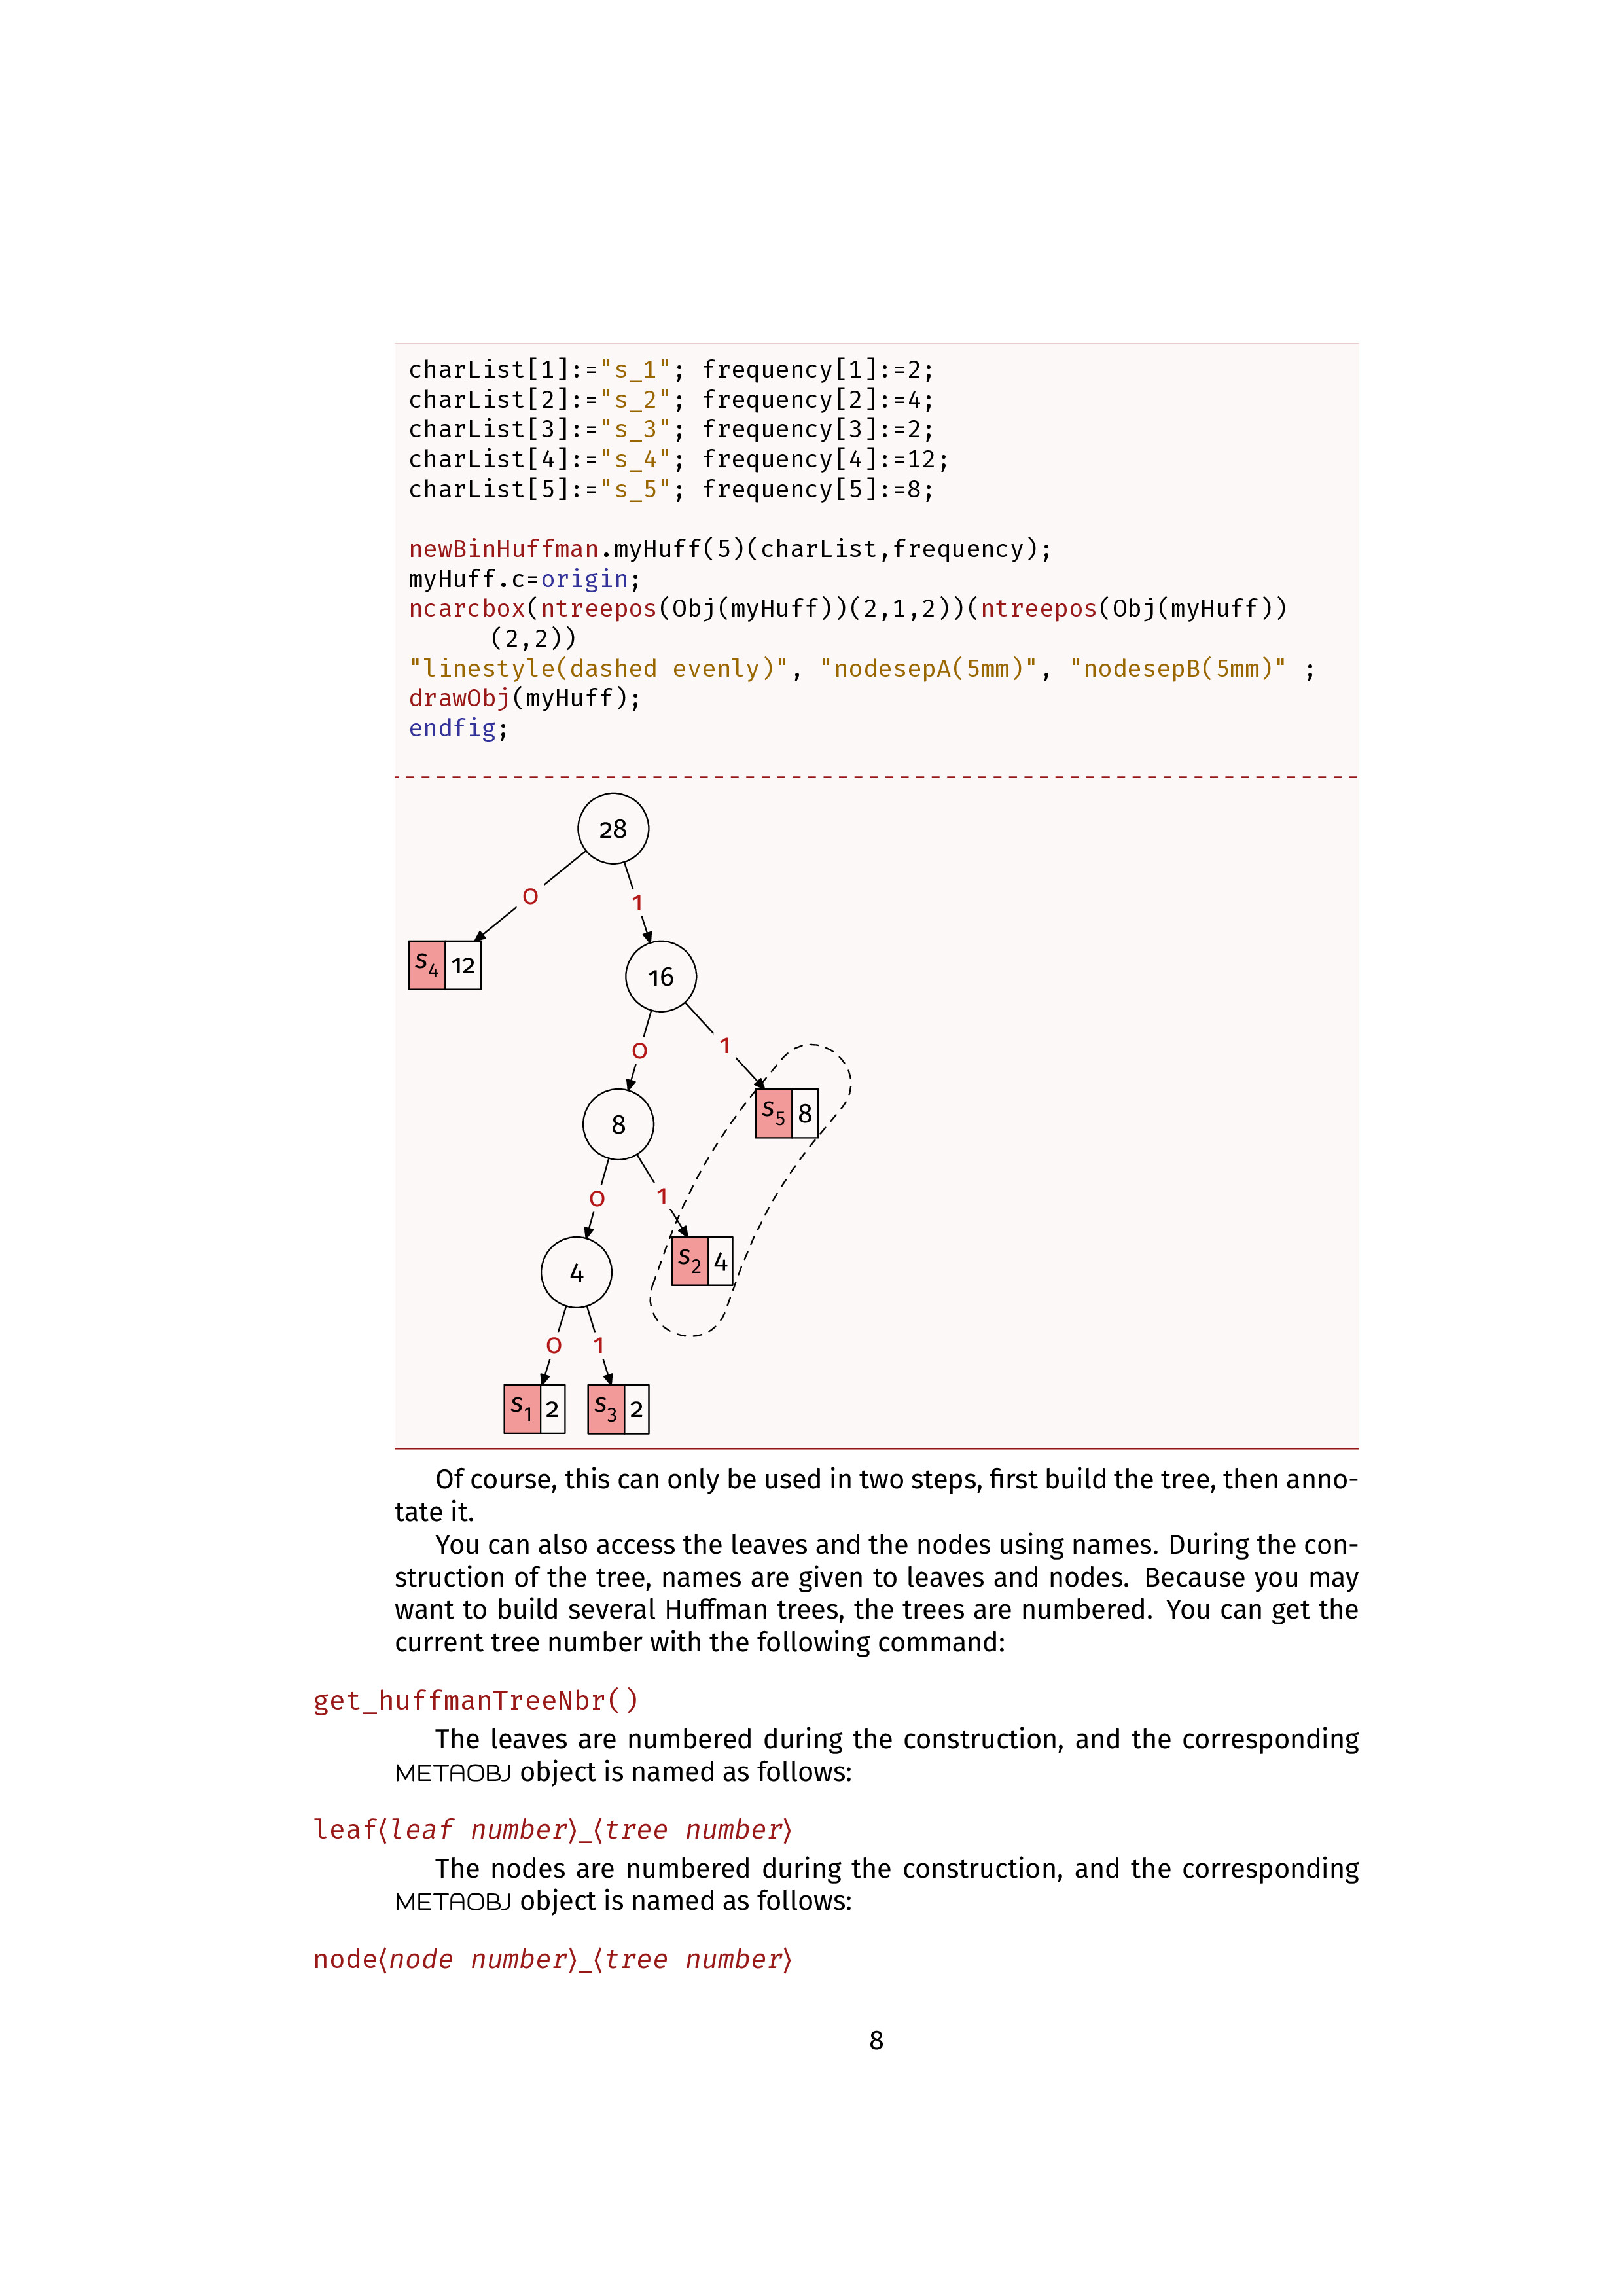 charList[1]:="s_1"; frequency[1]:=2;
charList[2]:="s_2"; frequency[2]:=4;
charList[3]:="s_3"; frequency[3]:=2;
charList[4]:="s_4"; frequency[4]:=12;
charList[5]:="s_5"; frequency[5]:=8;
newBinHuffman.myHuff(5)(charList,frequency);
myHuff.c=origin;
ncarcbox(ntreepos(Obj(myHuff))(2,1,2))(ntreepos(Obj(myHuff))
(2,2))
"linestyle(dashed evenly)", "nodesepA(5mm)", "nodesepB(5mm)" ;
drawObj(myHuff);
endfig;
28
0
1
s4 12
16
0
1
8
s5 8
0
1
4
s2 4
0
1
s1 2
s3 2
Of course, this can only be used in two steps, first build the tree, then anno-
tate it.
You can also access the leaves and the nodes using names. During the con-
struction of the tree, names are given to leaves and nodes. Because you may
want to build several Huffman trees, the trees are numbered. You can get the
current tree number with the following command:
get_huffmanTreeNbr()
The leaves are numbered during the construction, and the corresponding
METAOBJ object is named as follows:
leaf⟨leaf number⟩_⟨tree number⟩
The nodes are numbered during the construction, and the corresponding
METAOBJ object is named as follows:
node⟨node number⟩_⟨tree number⟩
8